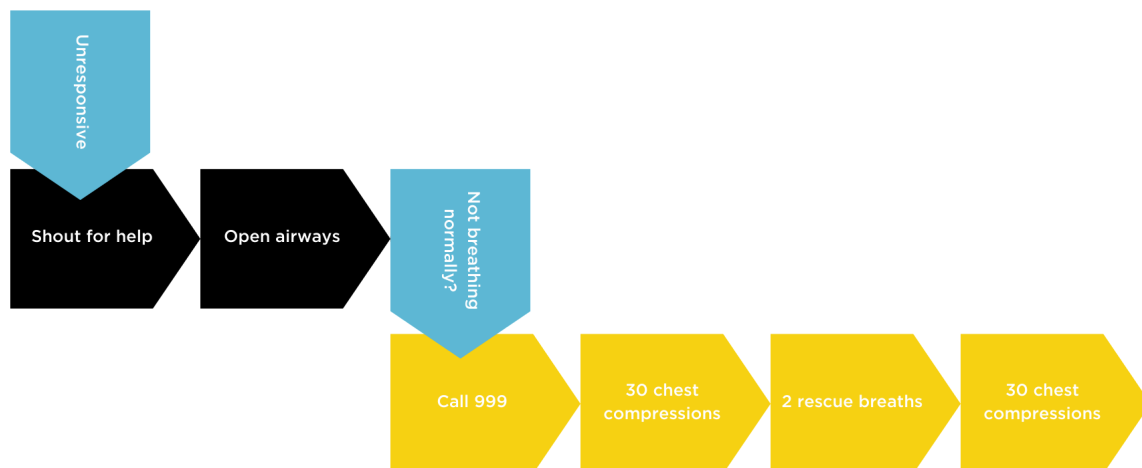 Unresponsive
Shout for help
Open airways
Not breathing
normally?
Call 999
30 chest
compressions
2 rescue breaths
30 chest
compressions